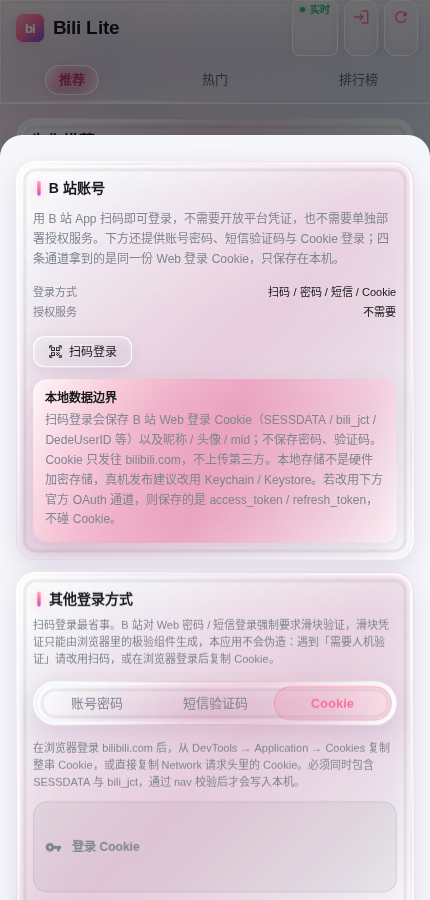 bi Bili Lite
实时
推荐 热门 排行榜
B 站账号
用 B 站 App 扫码即可登录，不需要开放平台凭证，也不需要单独部
署授权服务。下方还提供账号密码、短信验证码与 Cookie 登录；四
条通道拿到的是同一份 Web 登录 Cookie，只保存在本机。
登录方式 扫码 / 密码 / 短信 / Cookie
授权服务 不需要
扫码登录
本地数据边界
扫码登录会保存 B 站 Web 登录 Cookie（SESSDATA / bili_jct /
DedeUserID 等）以及昵称 / 头像 / mid；不保存密码、验证码。
Cookie 只发往 bilibili.com，不上传第三方。本地存储不是硬件
加密存储，真机发布建议改用 Keychain / Keystore。若改用下方
官方 OAuth 通道，则保存的是 access_token / refresh_token，
不碰 Cookie。
其他登录方式
扫码登录最省事。B 站对 Web 密码 / 短信登录强制要求滑块验证，滑块凭
证只能由浏览器里的极验组件生成，本应用不会伪造：遇到「需要人机验
证」请改用扫码，或在浏览器登录后复制 Cookie。
账号密码 短信验证码 Cookie
在浏览器登录 bilibili.com 后，从 DevTools → Application → Cookies 复制
整串 Cookie，或直接复制 Network 请求头里的 Cookie。必须同时包含
SESSDATA 与 bili_jct，通过 nav 校验后才会写入本机。
登录 Cookie